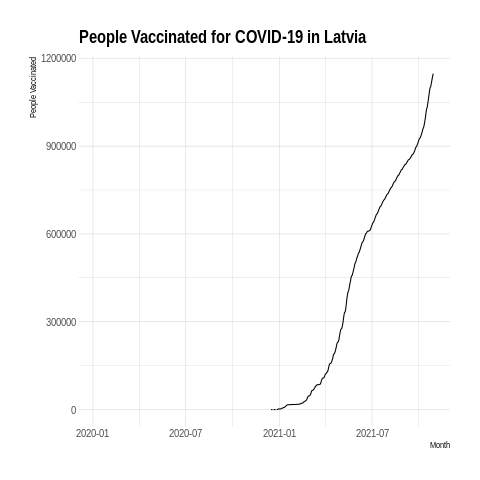 People Vaccinated for COVID-19 in Latvia
People Vaccinated
1200000
900000
600000
300000
0
2020-01 2020-07 2021-01 2021-07
Month